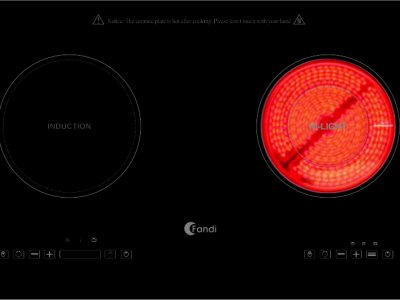 Notice: The ceramic plate is hot after cooking. Please don't touch with your hand!
INDUCTION
HI-LIGHT
Fandi